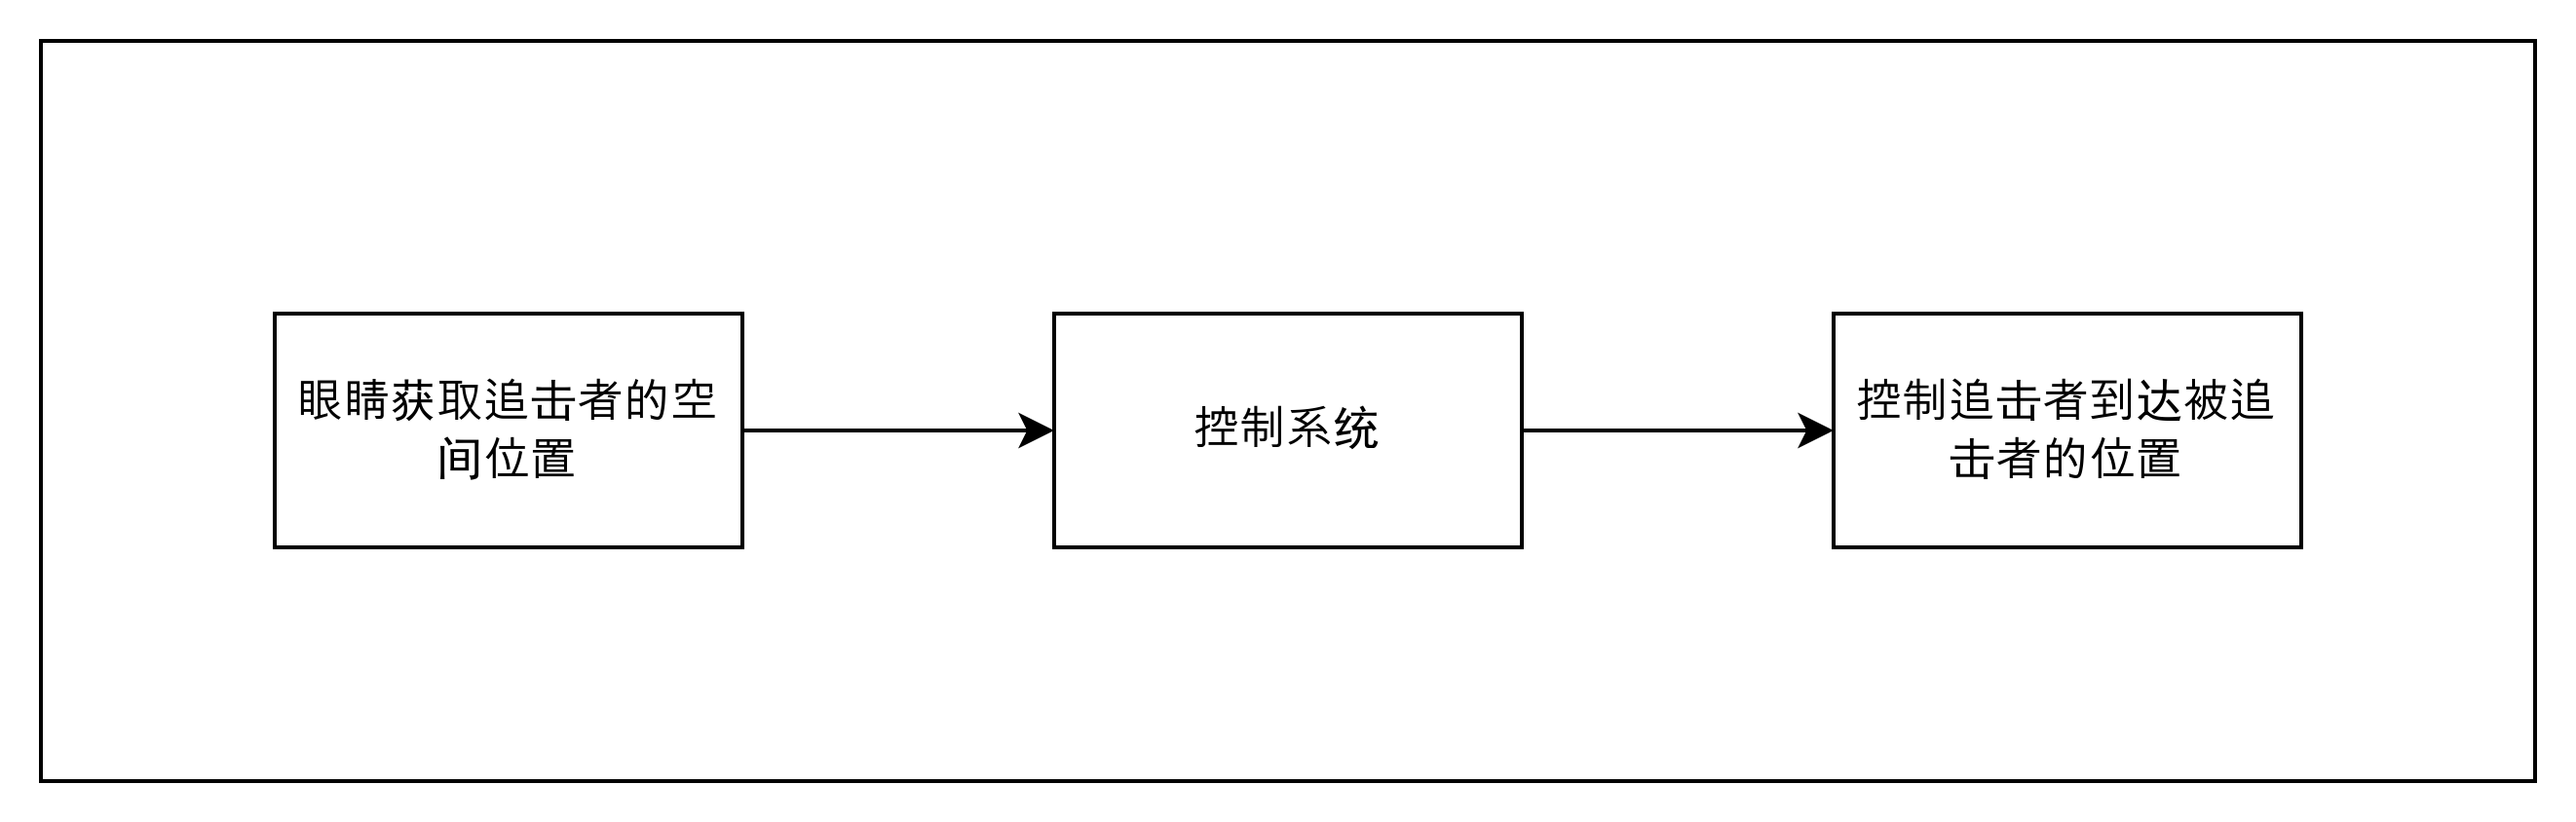 眼睛获取追击者的空
间位置
控制系统
控制追击者到达被追
击者的位置